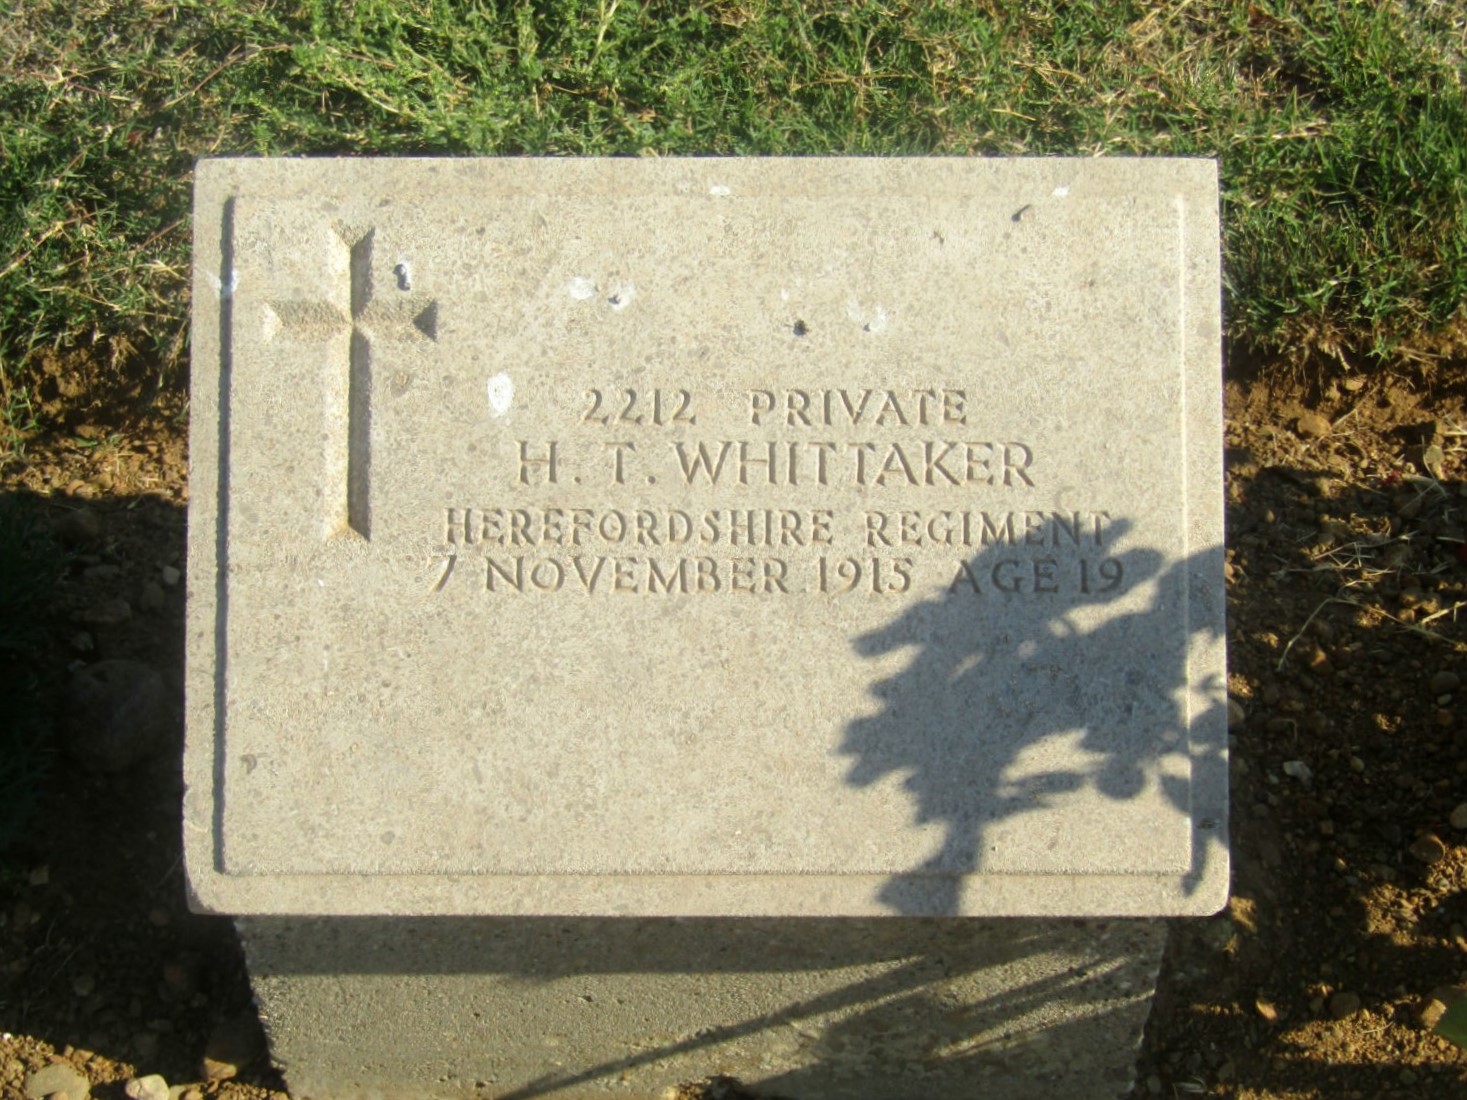 2212 PRIVATE
H. T. WHITTAKER
HEREFORDSHIRE REGIMENT
7 NOVEMBER 1915 AGE 19